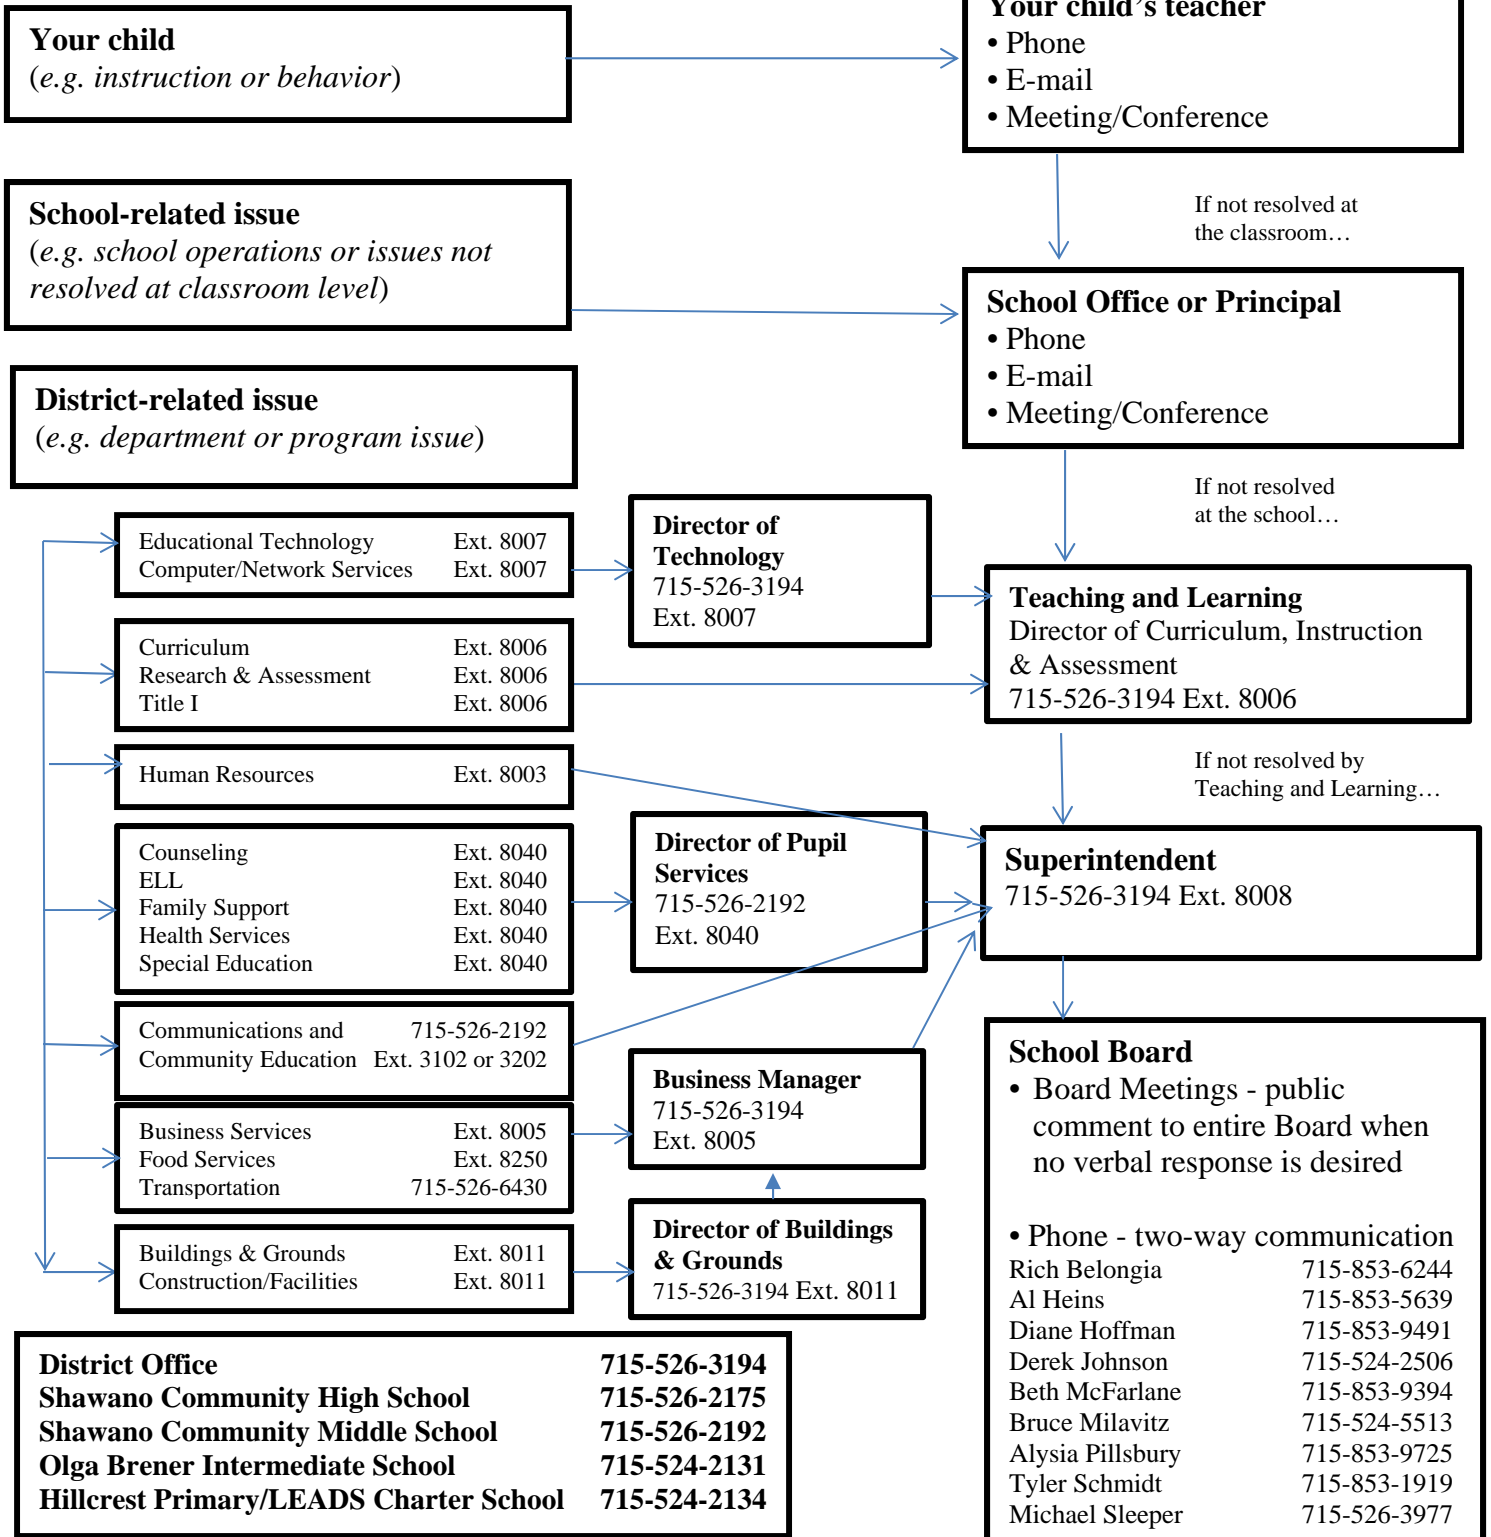 Your child
(e.g. instruction or behavior)
Your child's teacher
• Phone
• E-mail
• Meeting/Conference
If not resolved at
the classroom…
School-related issue
(e.g. school operations or issues not
resolved at classroom level)
School Office or Principal
• Phone
• E-mail
• Meeting/Conference
If not resolved
at the school…
District-related issue
(e.g. department or program issue)
Educational Technology Ext. 8007
Computer/Network Services Ext. 8007
Director of
Technology
715-526-3194
Ext. 8007
Teaching and Learning
Director of Curriculum, Instruction
& Assessment
715-526-3194 Ext. 8006
Curriculum Ext. 8006
Research & Assessment Ext. 8006
Title I Ext. 8006
If not resolved by
Teaching and Learning…
Human Resources Ext. 8003
Counseling Ext. 8040
ELL Ext. 8040
Family Support Ext. 8040
Health Services Ext. 8040
Special Education Ext. 8040
Director of Pupil
Services
715-526-2192
Ext. 8040
Superintendent
715-526-3194 Ext. 8008
Communications and 715-526-2192
Community Education Ext. 3102 or 3202
Business Services Ext. 8005
Food Services Ext. 8250
Transportation 715-526-6430
Business Manager
715-526-3194
Ext. 8005
Buildings & Grounds Ext. 8011
Construction/Facilities Ext. 8011
Director of Buildings
& Grounds
715-526-3194 Ext. 8011
School Board
• Board Meetings - public
comment to entire Board when
no verbal response is desired
• Phone - two-way communication
Rich Belongia 715-853-6244
Al Heins 715-853-5639
Diane Hoffman 715-853-9491
Derek Johnson 715-524-2506
Beth McFarlane 715-853-9394
Bruce Milavitz 715-524-5513
Alysia Pillsbury 715-853-9725
Tyler Schmidt 715-853-1919
Michael Sleeper 715-526-3977
District Office 715-526-3194
Shawano Community High School 715-526-2175
Shawano Community Middle School 715-526-2192
Olga Brener Intermediate School 715-524-2131
Hillcrest Primary/LEADS Charter School 715-524-2134